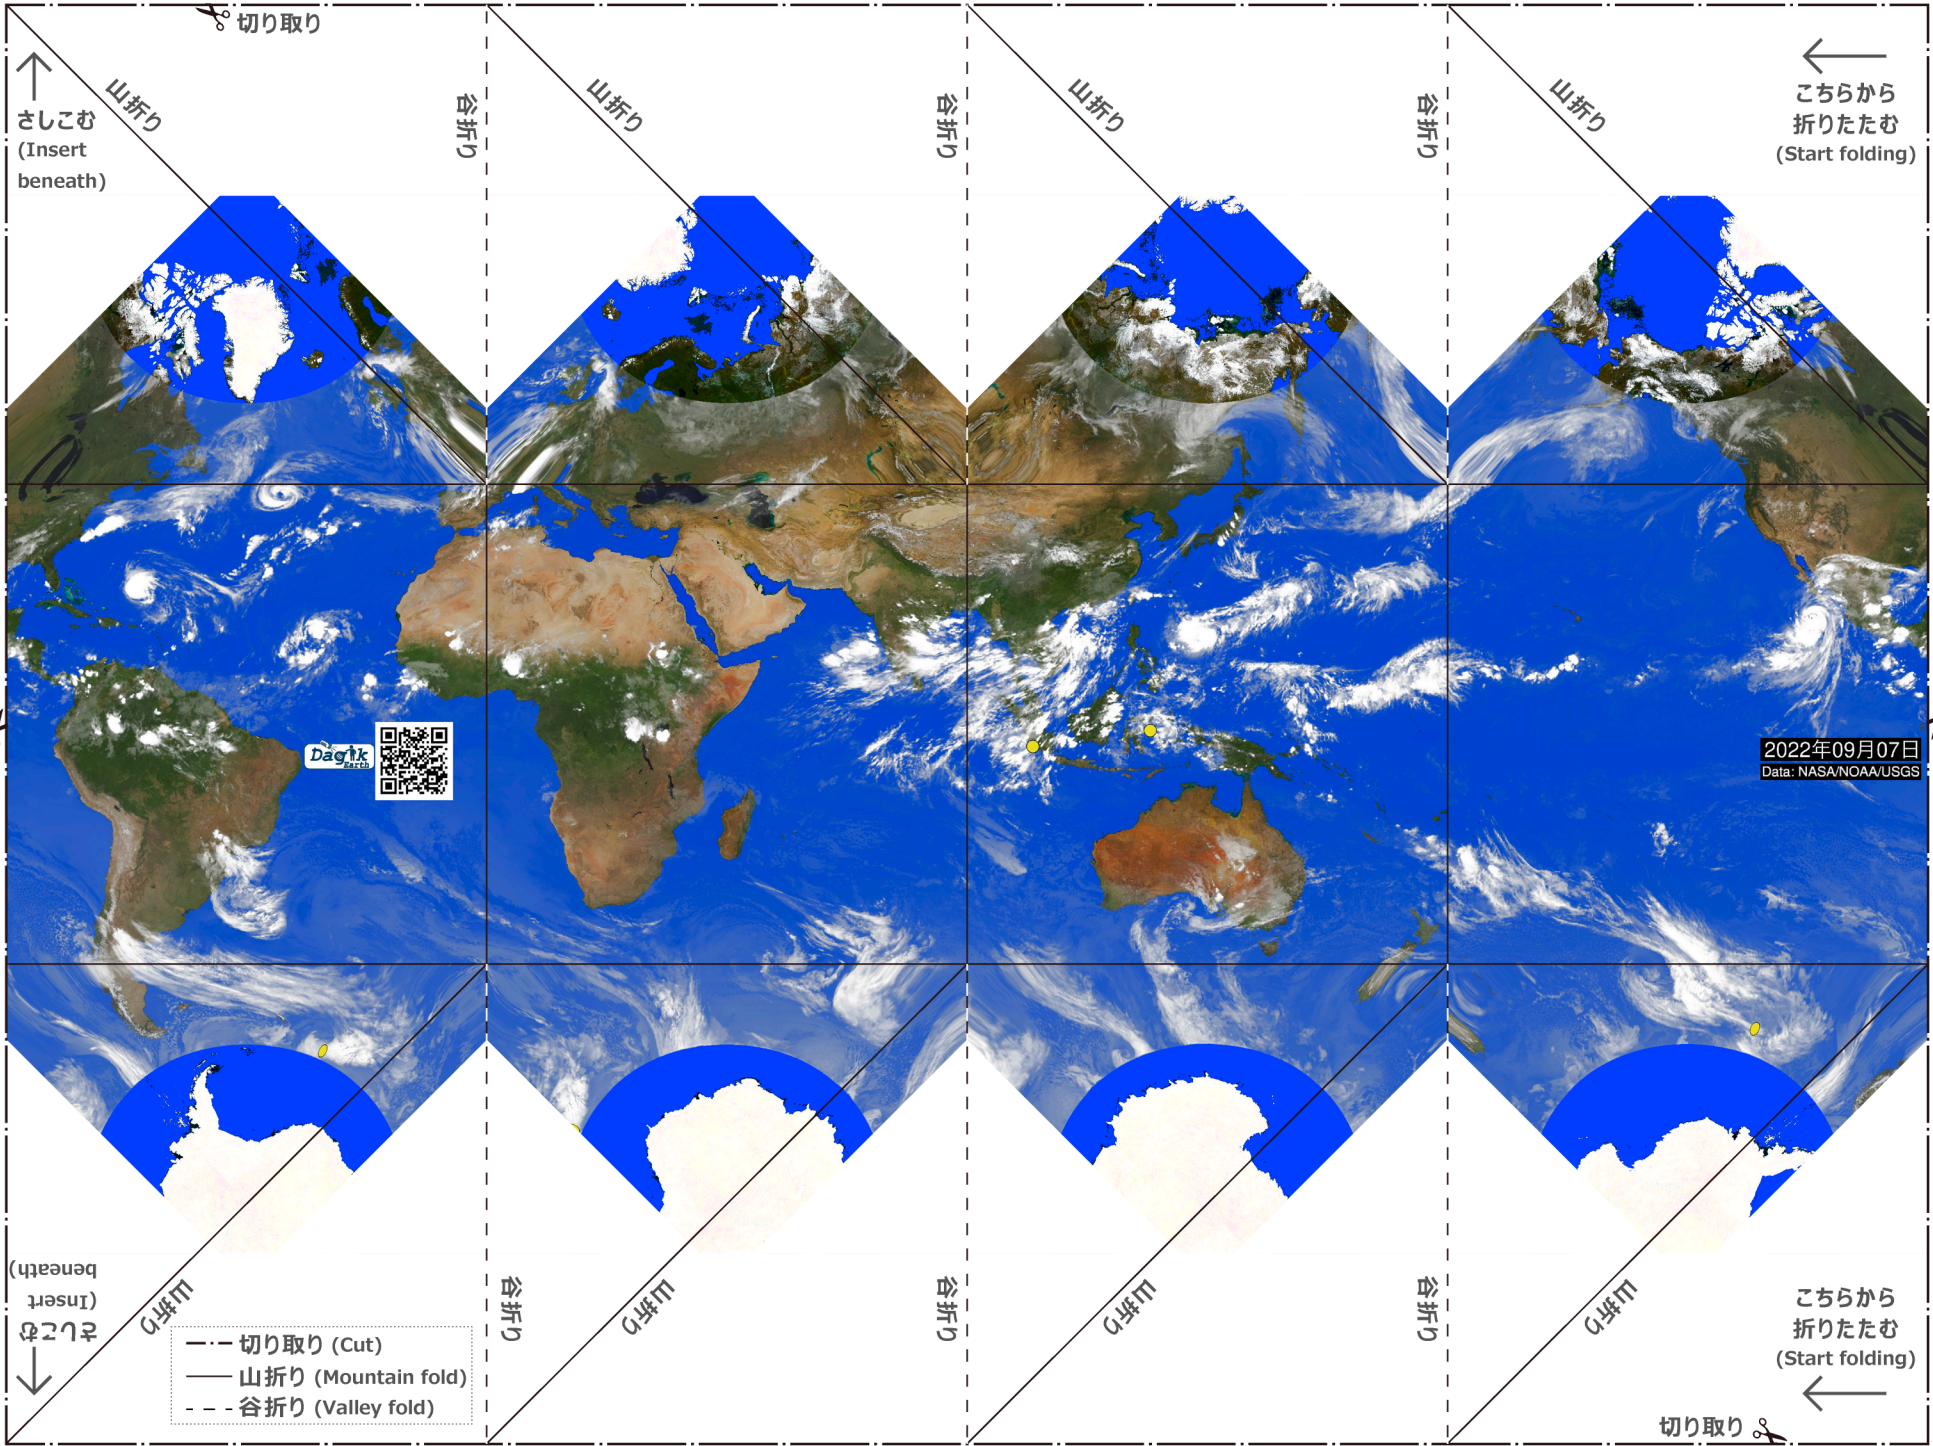 切り取り
山折り
谷折り
山折り
谷折り
山折り
谷折り
山折り
さしこむ
(Insert
beneath)
こちらから
折りたたむ
(Start folding)
Dagik
Earth
2022年09月07日
Data: NASA/NOAA/USGS
さしこむ
(Insert
beneath)
山折り
谷折り
山折り
谷折り
山折り
谷折り
山折り
こちらから
折りたたむ
(Start folding)
切り取り (Cut)
山折り (Mountain fold)
谷折り (Valley fold)
切り取り